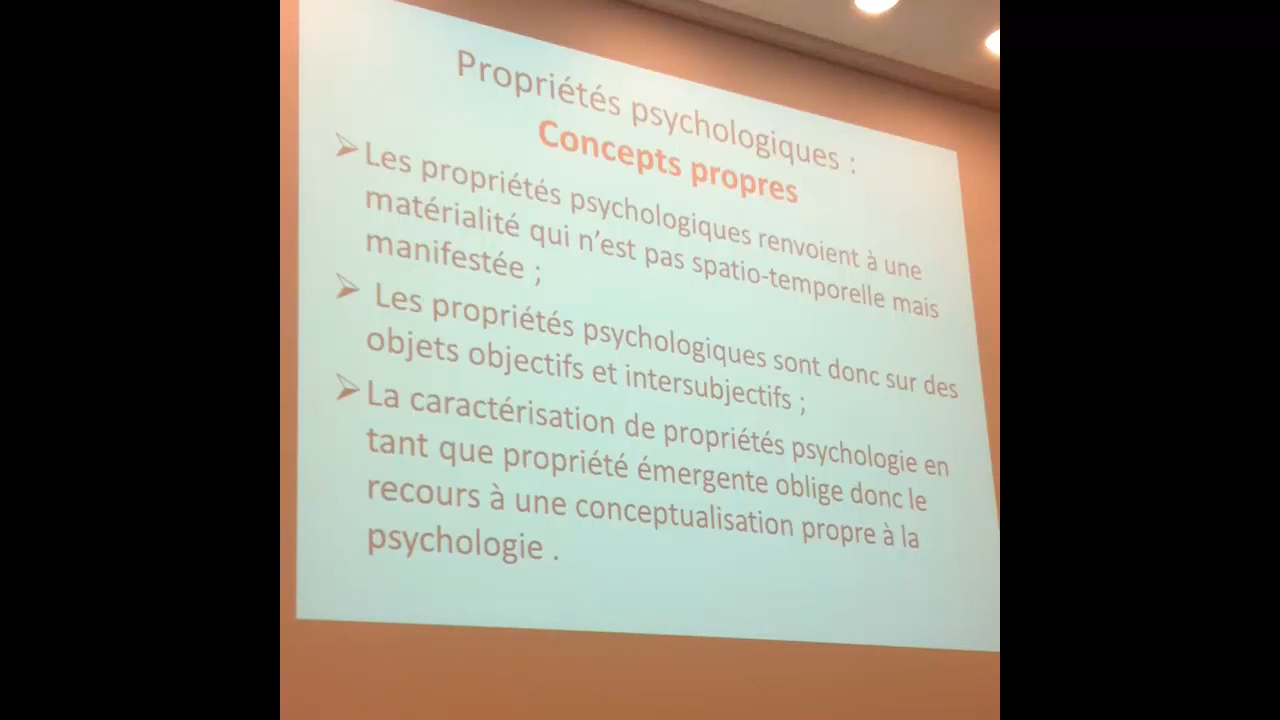 Propriétés psychologiques :
Concepts propres
➢Les propriétés psychologiques renvoient à une
matérialité qui n'est pas spatio-temporelle mais
manifestée ;
➢ Les propriétés psychologiques sont donc sur des
objets objectifs et intersubjectifs ;
➢La caractérisation de propriétés psychologie en
tant que propriété émergente oblige donc le
recours à une conceptualisation propre à la
psychologie .